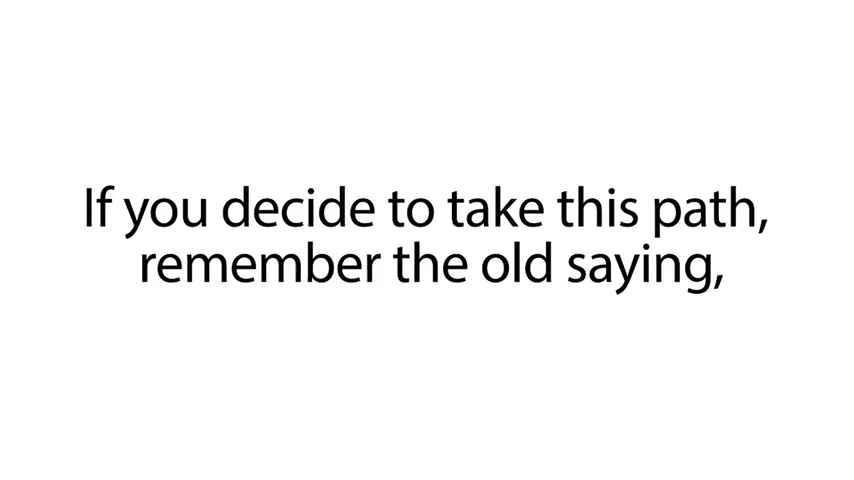 If you decide to take this path,
remember the old saying,